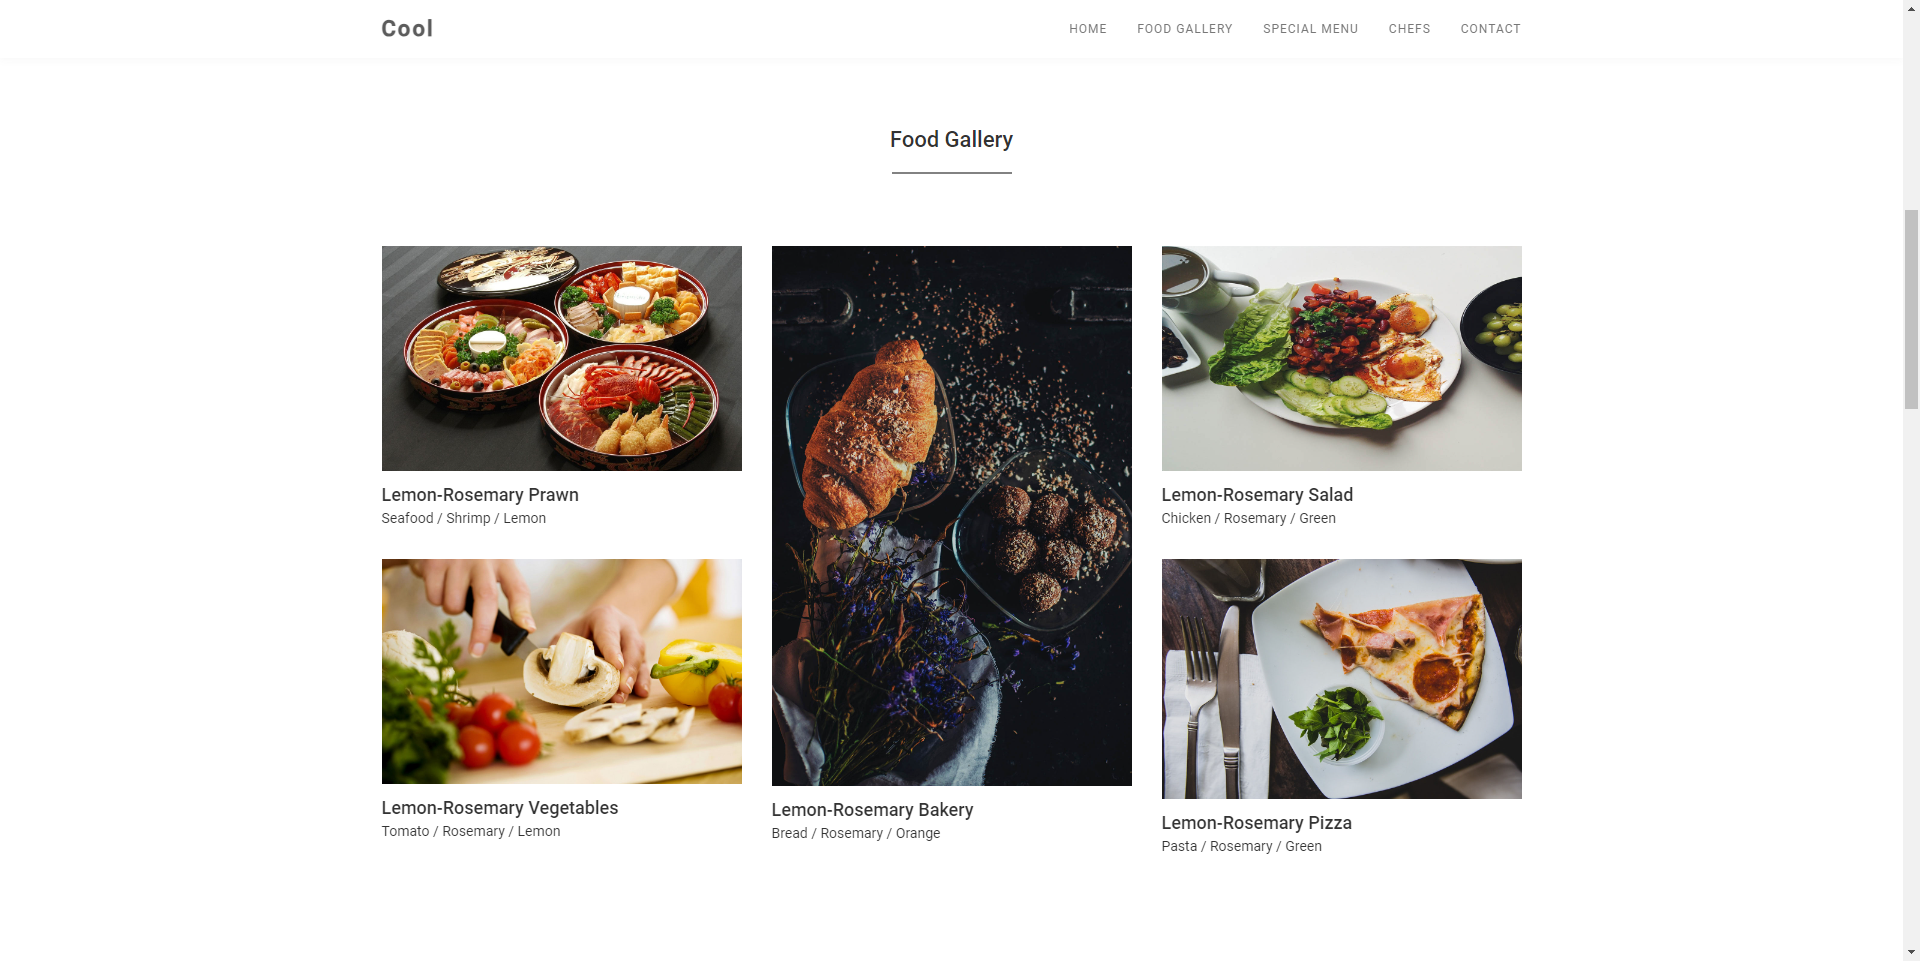 Cool
HOME FOOD GALLERY SPECIAL MENU CHEFS CONTACT
Food Gallery
Lemon-Rosemary Prawn
Seafood / Shrimp / Lemon
Lemon-Rosemary Vegetables
Tomato / Rosemary / Lemon
Lemon-Rosemary Bakery
Bread / Rosemary / Orange
Lemon-Rosemary Salad
Chicken / Rosemary / Green
Lemon-Rosemary Pizza
Pasta / Rosemary / Green